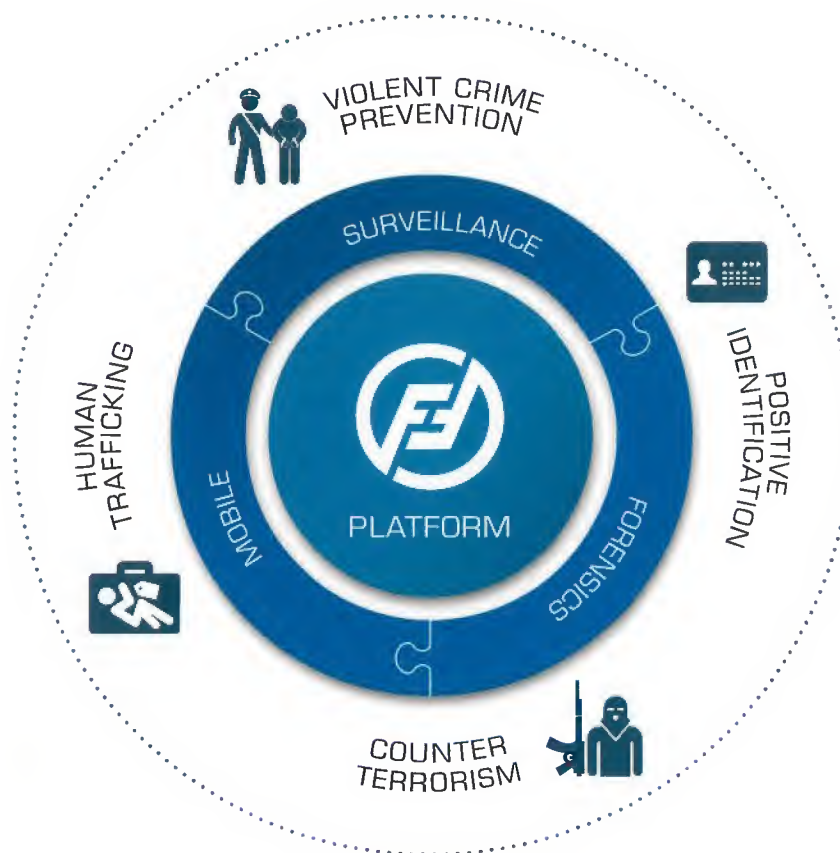 VIOLENT CRIME
PREVENTION
SURVEILLANCE
POSITIVE
IDENTIFICATION
HUMAN
TRAFFICKING
MOBILE
PLATFORM
FORENSICS
COUNTER
TERRORISM